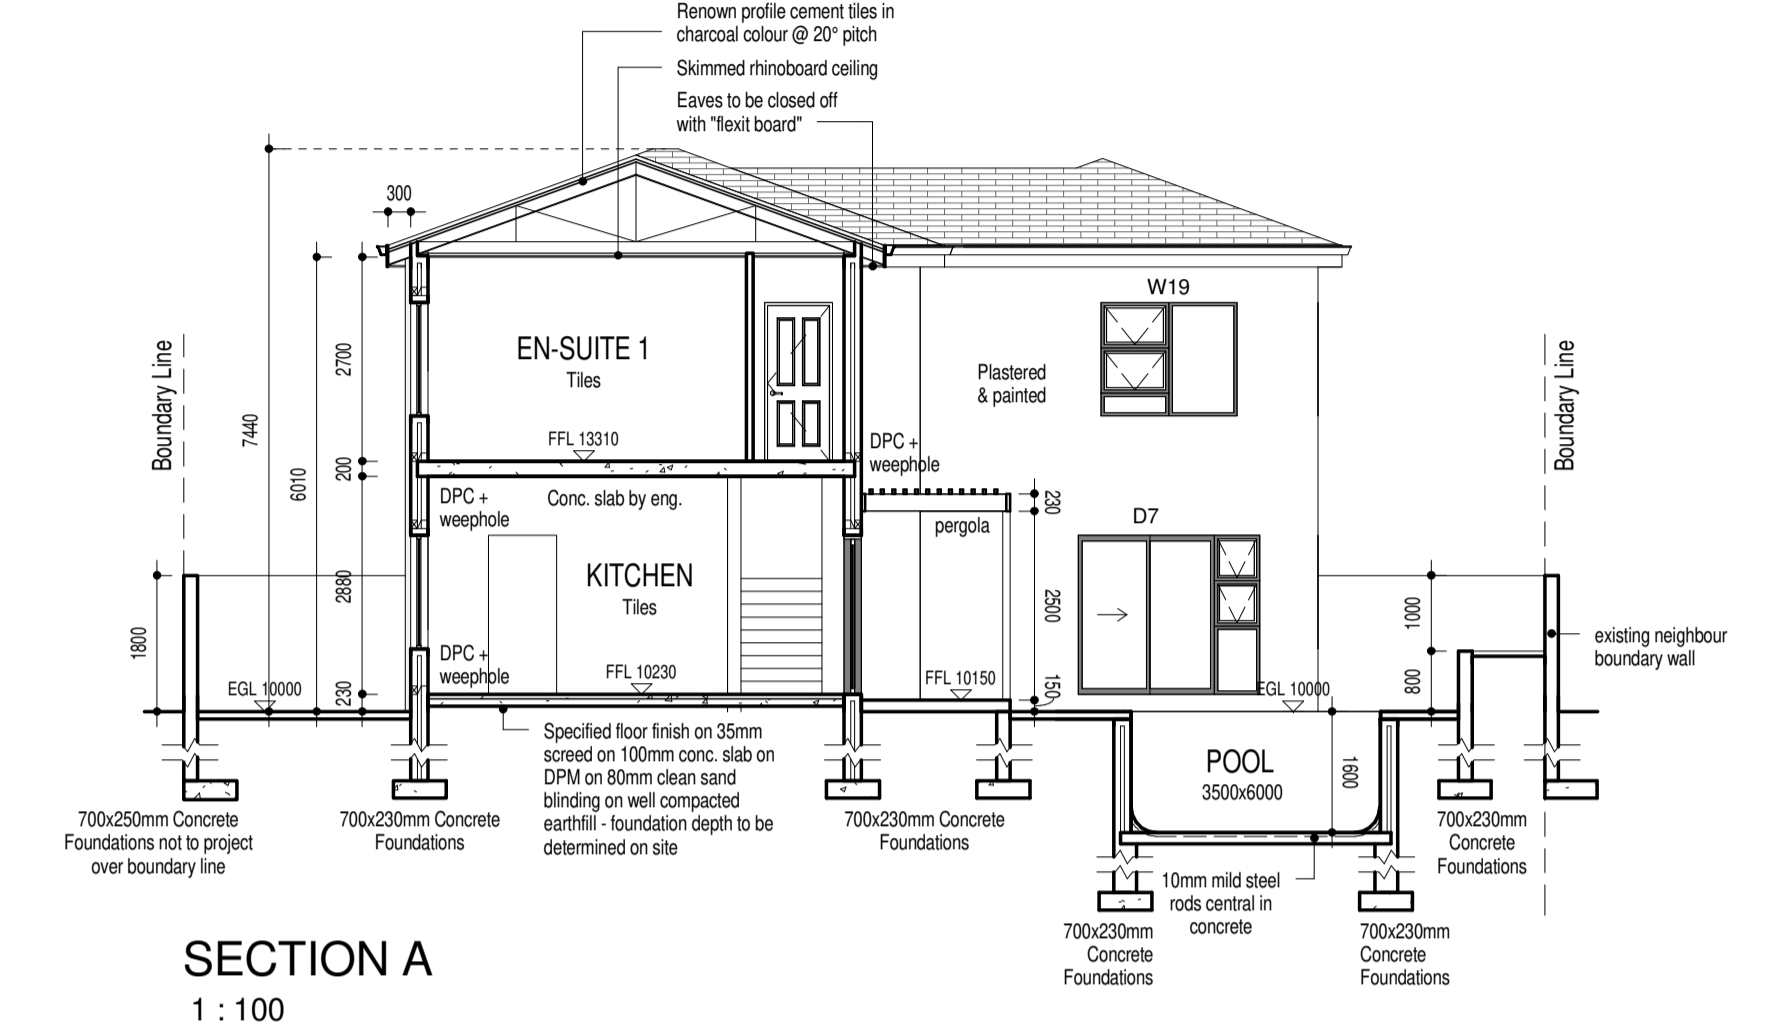 Renown profile cement tiles in
charcoal colour @ 20° pitch
Skimmed rhinoboard ceiling
Eaves to be closed off
with "flexit board"
300
W19
EN-SUITE 1
Tiles
Plastered
& painted
Boundary Line
Boundary Line
7440
6010
2700
200
2880
230
FFL 13310
DPC +
weephole
DPC +
weephole
Conc. slab by eng.
pergola
230
D7
KITCHEN
Tiles
2500
1800
1000
800
existing neighbour
boundary wall
DPC +
weephole
FFL 10230
FFL 10150
150
EGL 10000
EGL 10000
Specified floor finish on 35mm
screed on 100mm conc. slab on
DPM on 80mm clean sand
blinding on well compacted
earthfill - foundation depth to be
determined on site
POOL
3500x6000
1600
700x250mm Concrete
Foundations not to project
over boundary line
700x230mm Concrete
Foundations
700x230mm Concrete
Foundations
700x230mm
Concrete
Foundations
10mm mild steel
rods central in
concrete
700x230mm
Concrete
Foundations
700x230mm
Concrete
Foundations
SECTION A
1 : 100